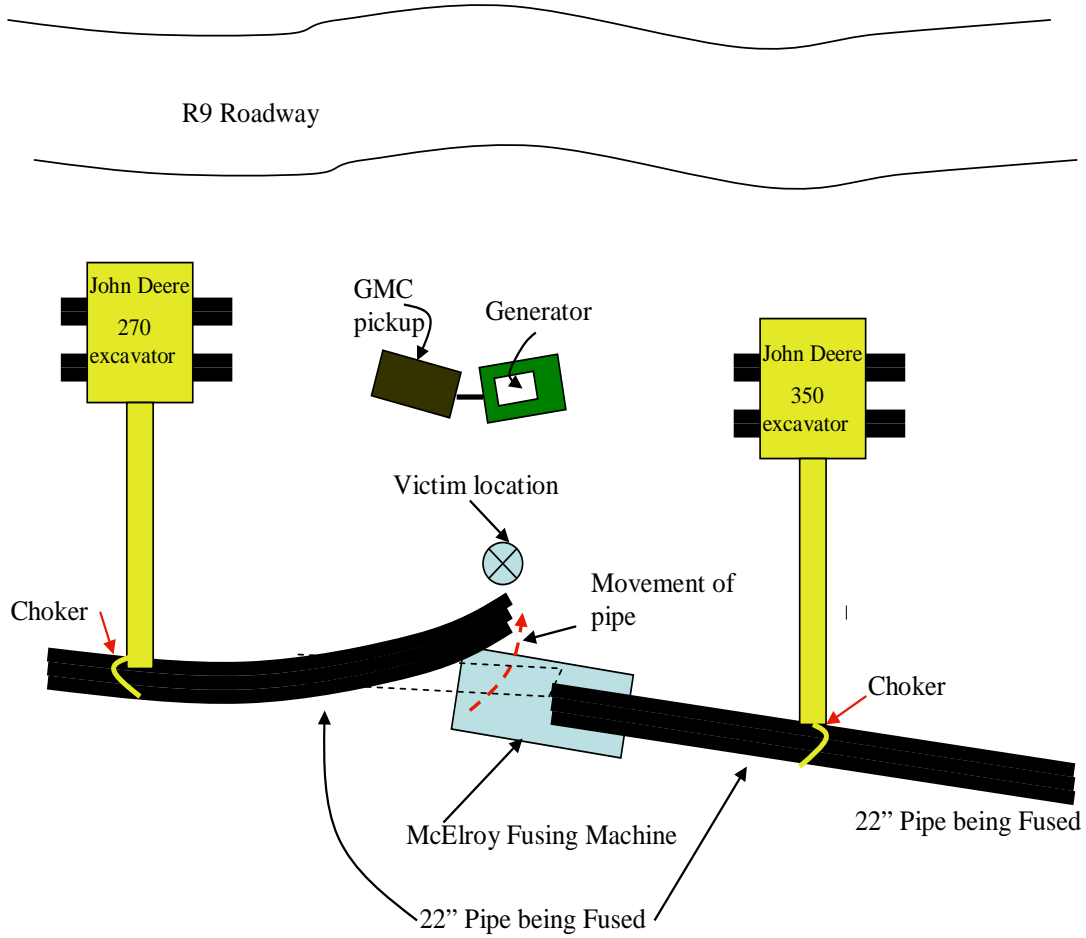 R9 Roadway
John Deere
270
excavator
GMC
pickup
Generator
John Deere
350
excavator
Victim location
Movement of
pipe
Choker
Choker
22” Pipe being Fused
McElroy Fusing Machine
22” Pipe being Fused